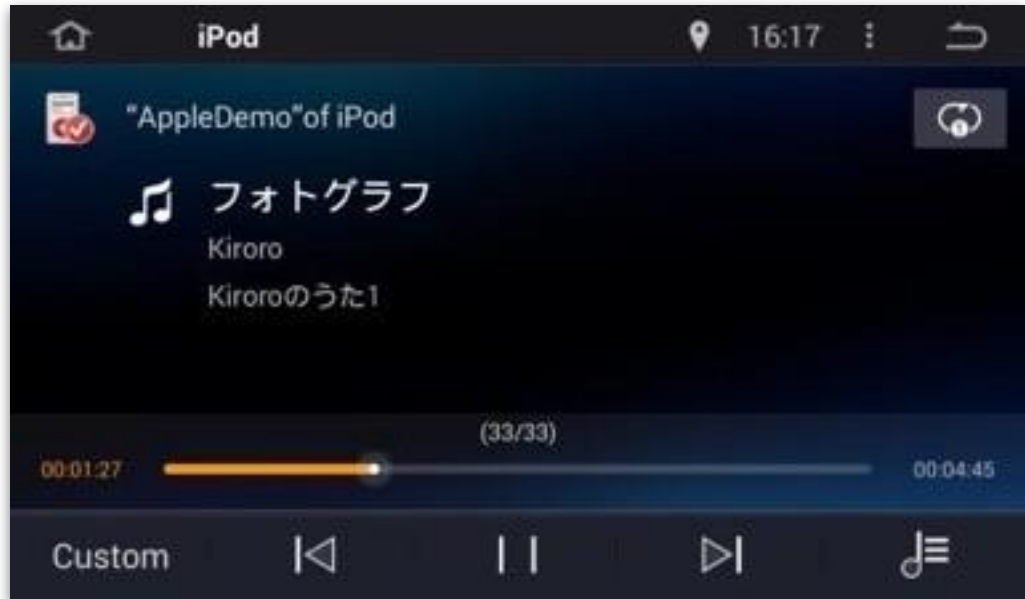 iPod 16:17
"AppleDemo"of iPod
フォトグラフ
Kiroro
Kiroroのうた1
(33/33)
00:01:27 00:04:45
Custom